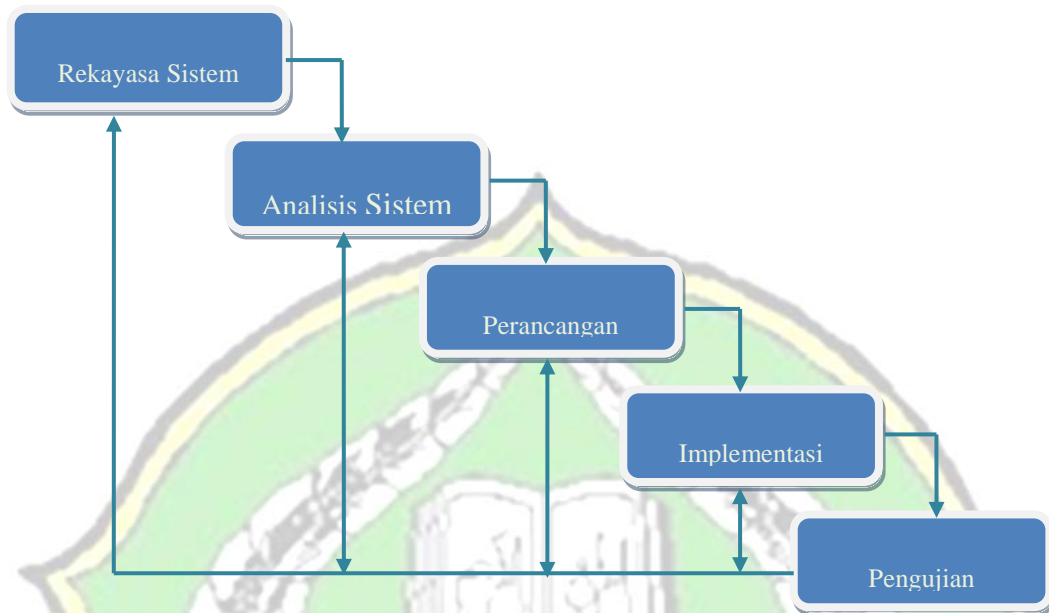 Rekayasa Sistem
Analisis Sistem
Perancangan
Implementasi
Pengujian